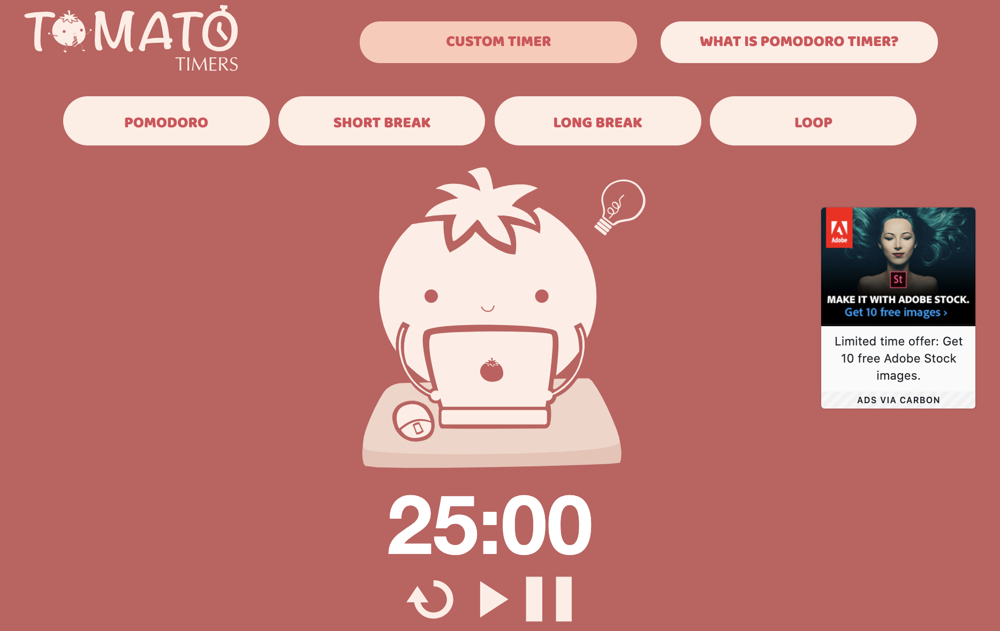 TOMATO
TIMERS
CUSTOM TIMER
WHAT IS POMODORO TIMER?
POMODORO
SHORT BREAK
LONG BREAK
LOOP
Adobe
St
MAKE IT WITH ADOBE STOCK.
Get 10 free images ›
Limited time offer: Get
10 free Adobe Stock
images.
ADS VIA CARBON
25:00